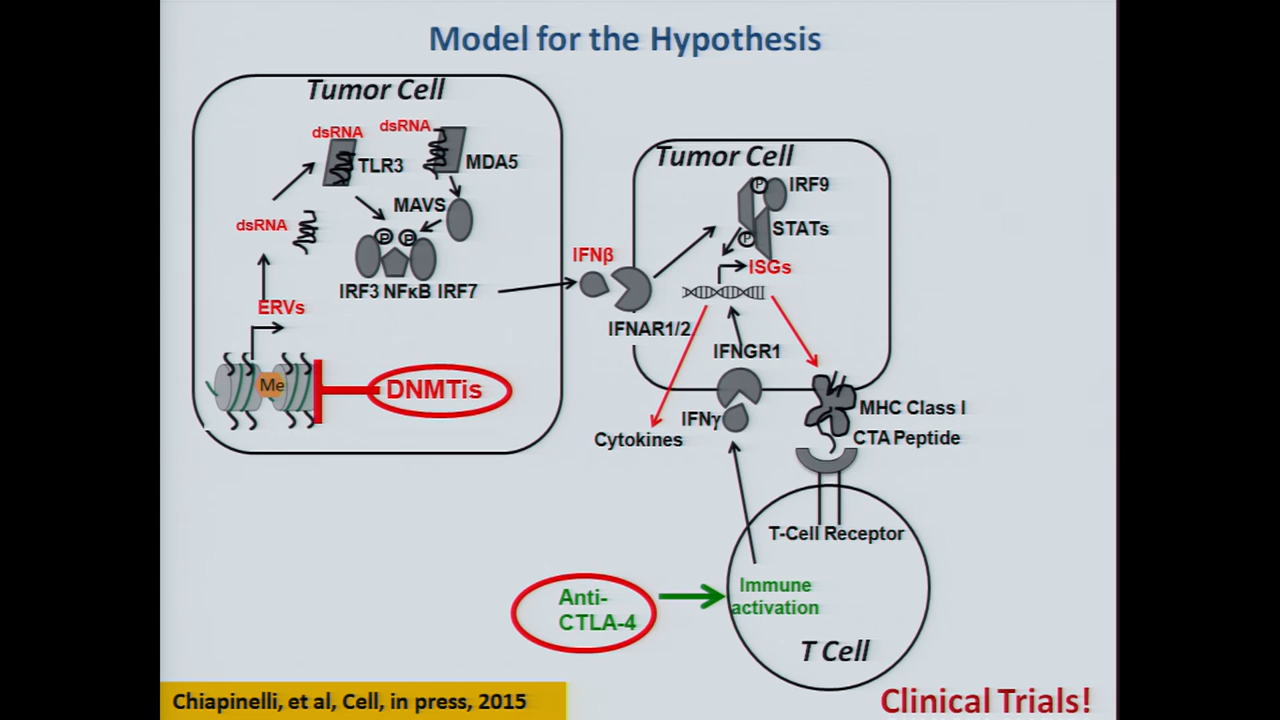 Model for the Hypothesis
Tumor Cell
dsRNA
dsRNA
TLR3
MDA5
MAVS
dsRNA
P P
IRF3 NFκB IRF7
ERVs
Me
DNMTis
IFNβ
IFNAR1/2
Tumor Cell
P
IRF9
STATs
P
ISGs
IFNGR1
IFNγ
Cytokines
MHC Class I
CTA Peptide
T-Cell Receptor
Immune
activation
T Cell
Anti-
CTLA-4
Chiapinelli, et al, Cell, in press, 2015
Clinical Trials!